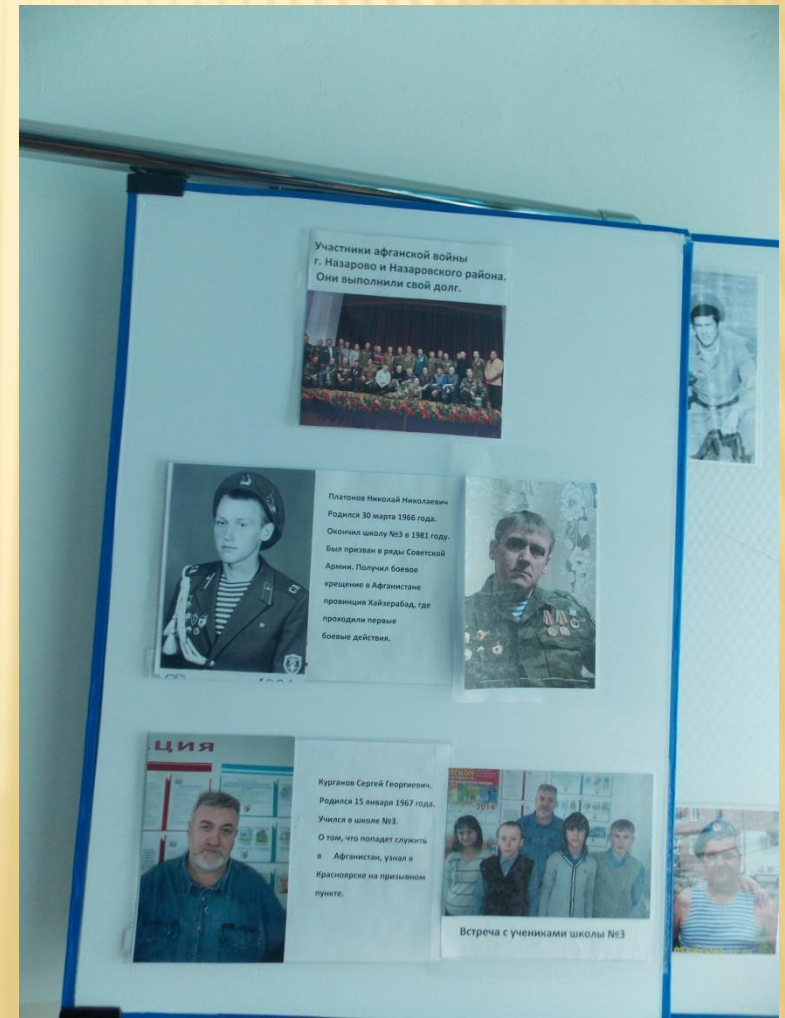 Участники афганской войны
г. Назарово и Назаровского района.
Они выполнили свой долг.
Платонов Николай Николаевич
Родился 30 марта 1966 года.
Окончил школу №3 в 1981 году.
Был призван в ряды Советской
Армии. Получил боевое
крещение в Афганистане
провинция Хайзерабад, где
проходили первые
боевые действия.
ЦИЯ
Курганов Сергей Георгиевич.
Родился 15 января 1967 года.
Учился в школе №3.
О том, что попадет служить
в Афганистан, узнал в
Красноярске на призывном
пункте.
2014
Встреча с учениками школы №3